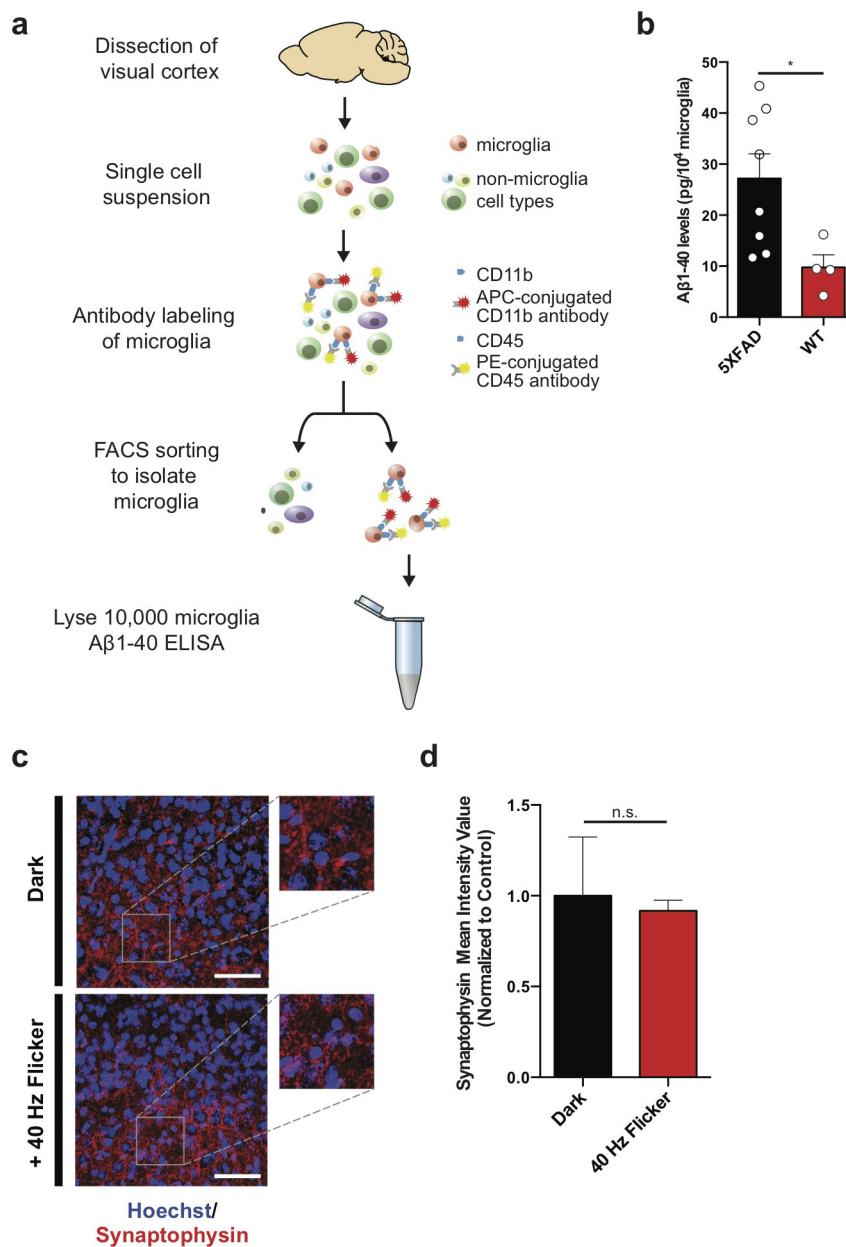 a
Dissection of
visual cortex
Single cell
suspension
microglia
non-microglia
cell types
Antibody labeling
of microglia
CD11b
APC-conjugated
CD11b antibody
CD45
PE-conjugated
CD45 antibody
FACS sorting
to isolate
microglia
Lyse 10,000 microglia
Aβ1-40 ELISA
b
Aβ1-40 levels (pg/10⁴ microglia)
50
40
30
20
10
0
*
5XFAD
WT
c
Dark
+ 40 Hz Flicker
Hoechst/
Synaptophysin
d
Synaptophysin Mean Intensity Value
(Normalized to Control)
1.5
1.0
0.5
0.0
n.s.
Dark
40 Hz Flicker